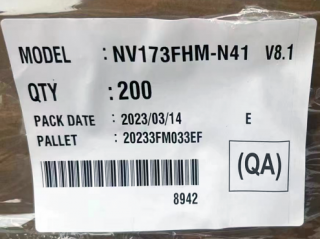 MODEL : NV173FHM-N41 V8.1
QTY : 200
PACK DATE : 2023/03/14 E
PALLET : 20233FM033EF
(QA)
8942